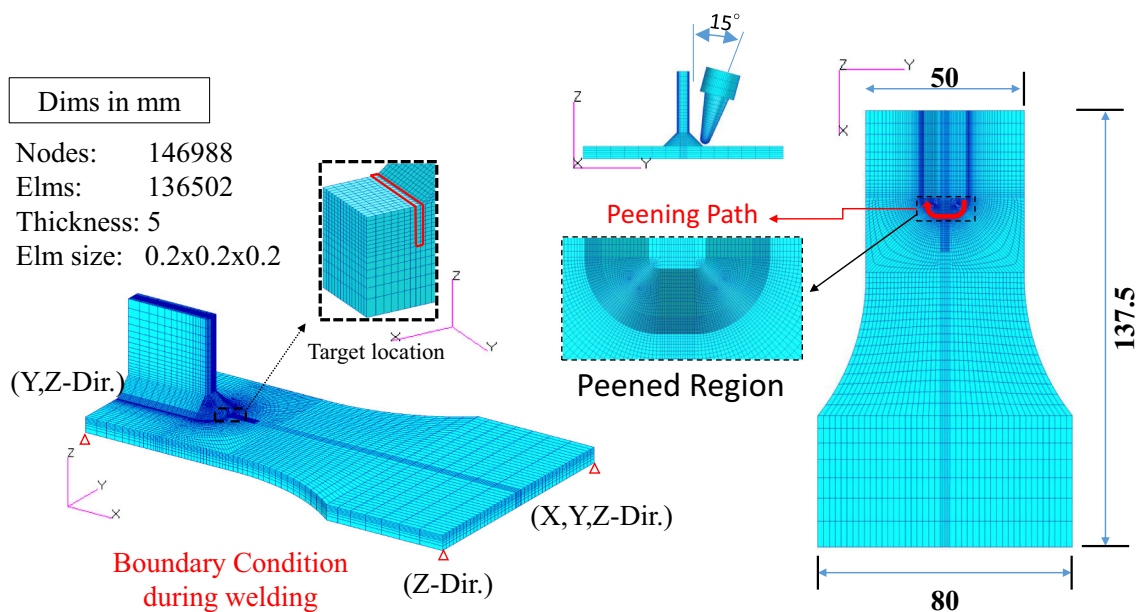 Dims in mm
Nodes: 146988
Elms: 136502
Thickness: 5
Elm size: 0.2x0.2x0.2
Z
X
Y
Target location
(Y,Z-Dir.)
Z
Y
X
Boundary Condition
during welding
(X,Y,Z-Dir.)
(Z-Dir.)
15°
Z
X
Y
Peening Path
Peened Region
Z
Y
X
50
137.5
80